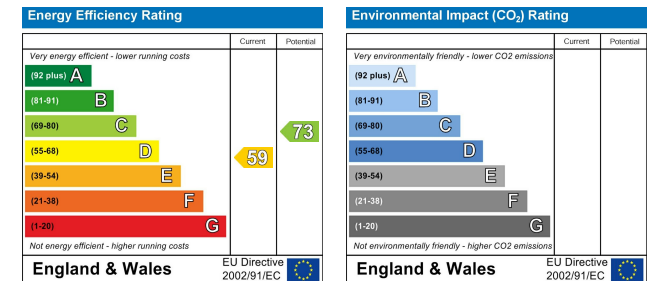 Energy Efficiency Rating
Current Potential
Very energy efficient - lower running costs
(92 plus) A
(81-91) B
(69-80) C
(55-68) D
(39-54) E
(21-38) F
(1-20) G
59
73
Not energy efficient - higher running costs
England & Wales
EU Directive
2002/91/EC
Environmental Impact (CO₂) Rating
Current Potential
Very environmentally friendly - lower CO2 emissions
(92 plus) A
(81-91) B
(69-80) C
(55-68) D
(39-54) E
(21-38) F
(1-20) G
Not environmentally friendly - higher CO2 emissions
England & Wales
EU Directive
2002/91/EC